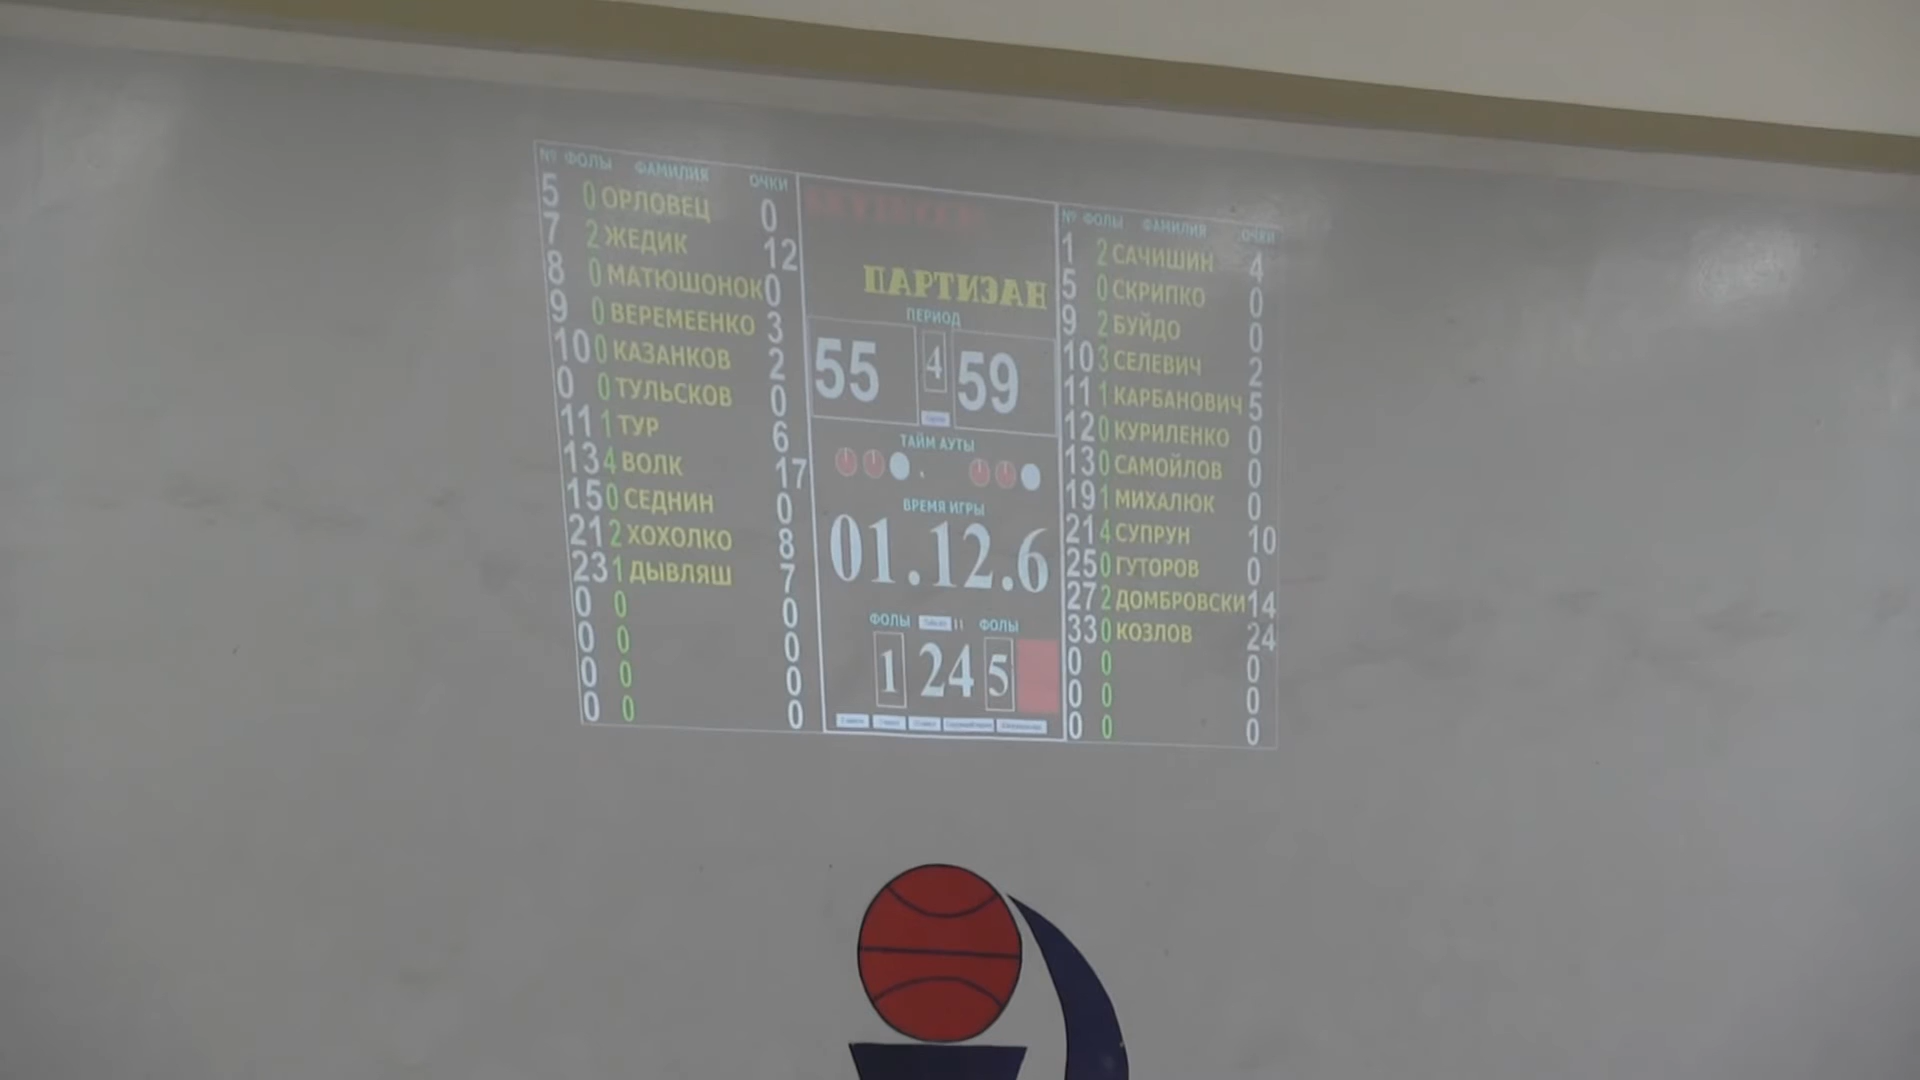 № ФОЛЫ ФАМИЛИЯ ОЧКИ
5 0 ОРЛОВЕЦ 0
7 2 ЖЕДИК 12
8 0 МАТЮШОНОК 0
9 0 ВЕРЕМЕЕНКО 3
10 0 КАЗАНКОВ 2
0 0 ТУЛЬСКОВ 0
11 1 ТУР 6
13 4 ВОЛК 17
15 0 СЕДНИН 0
21 2 ХОХОЛКО 8
23 1 ДЫВЛЯШ 7
0 0 0
0 0 0
0 0 0
0 0 0
ПАРТИЗАН
ПЕРИОД
55 4 59
ТАЙМ АУТЫ
ВРЕМЯ ИГРЫ
01.12.6
ФОЛЫ ФОЛЫ
1 24 5
№ ФОЛЫ ФАМИЛИЯ ОЧКИ
1 2 САЧИШИН 4
5 0 СКРИПКО 0
9 2 БУЙДО 0
10 3 СЕЛЕВИЧ 2
11 1 КАРБАНОВИЧ 5
12 0 КУРИЛЕНКО 0
13 0 САМОЙЛОВ 0
19 1 МИХАЛЮК 0
21 4 СУПРУН 10
25 0 ГУТОРОВ 0
27 2 ДОМБРОВСКИ 14
33 0 КОЗЛОВ 24
0 0 0
0 0 0
0 0 0